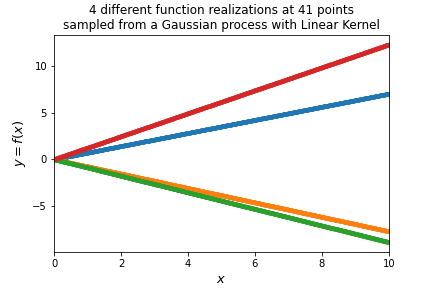 4 different function realizations at 41 points
sampled from a Gaussian process with Linear Kernel
10
5
0
−5
y = f(x)
0 2 4 6 8 10
x